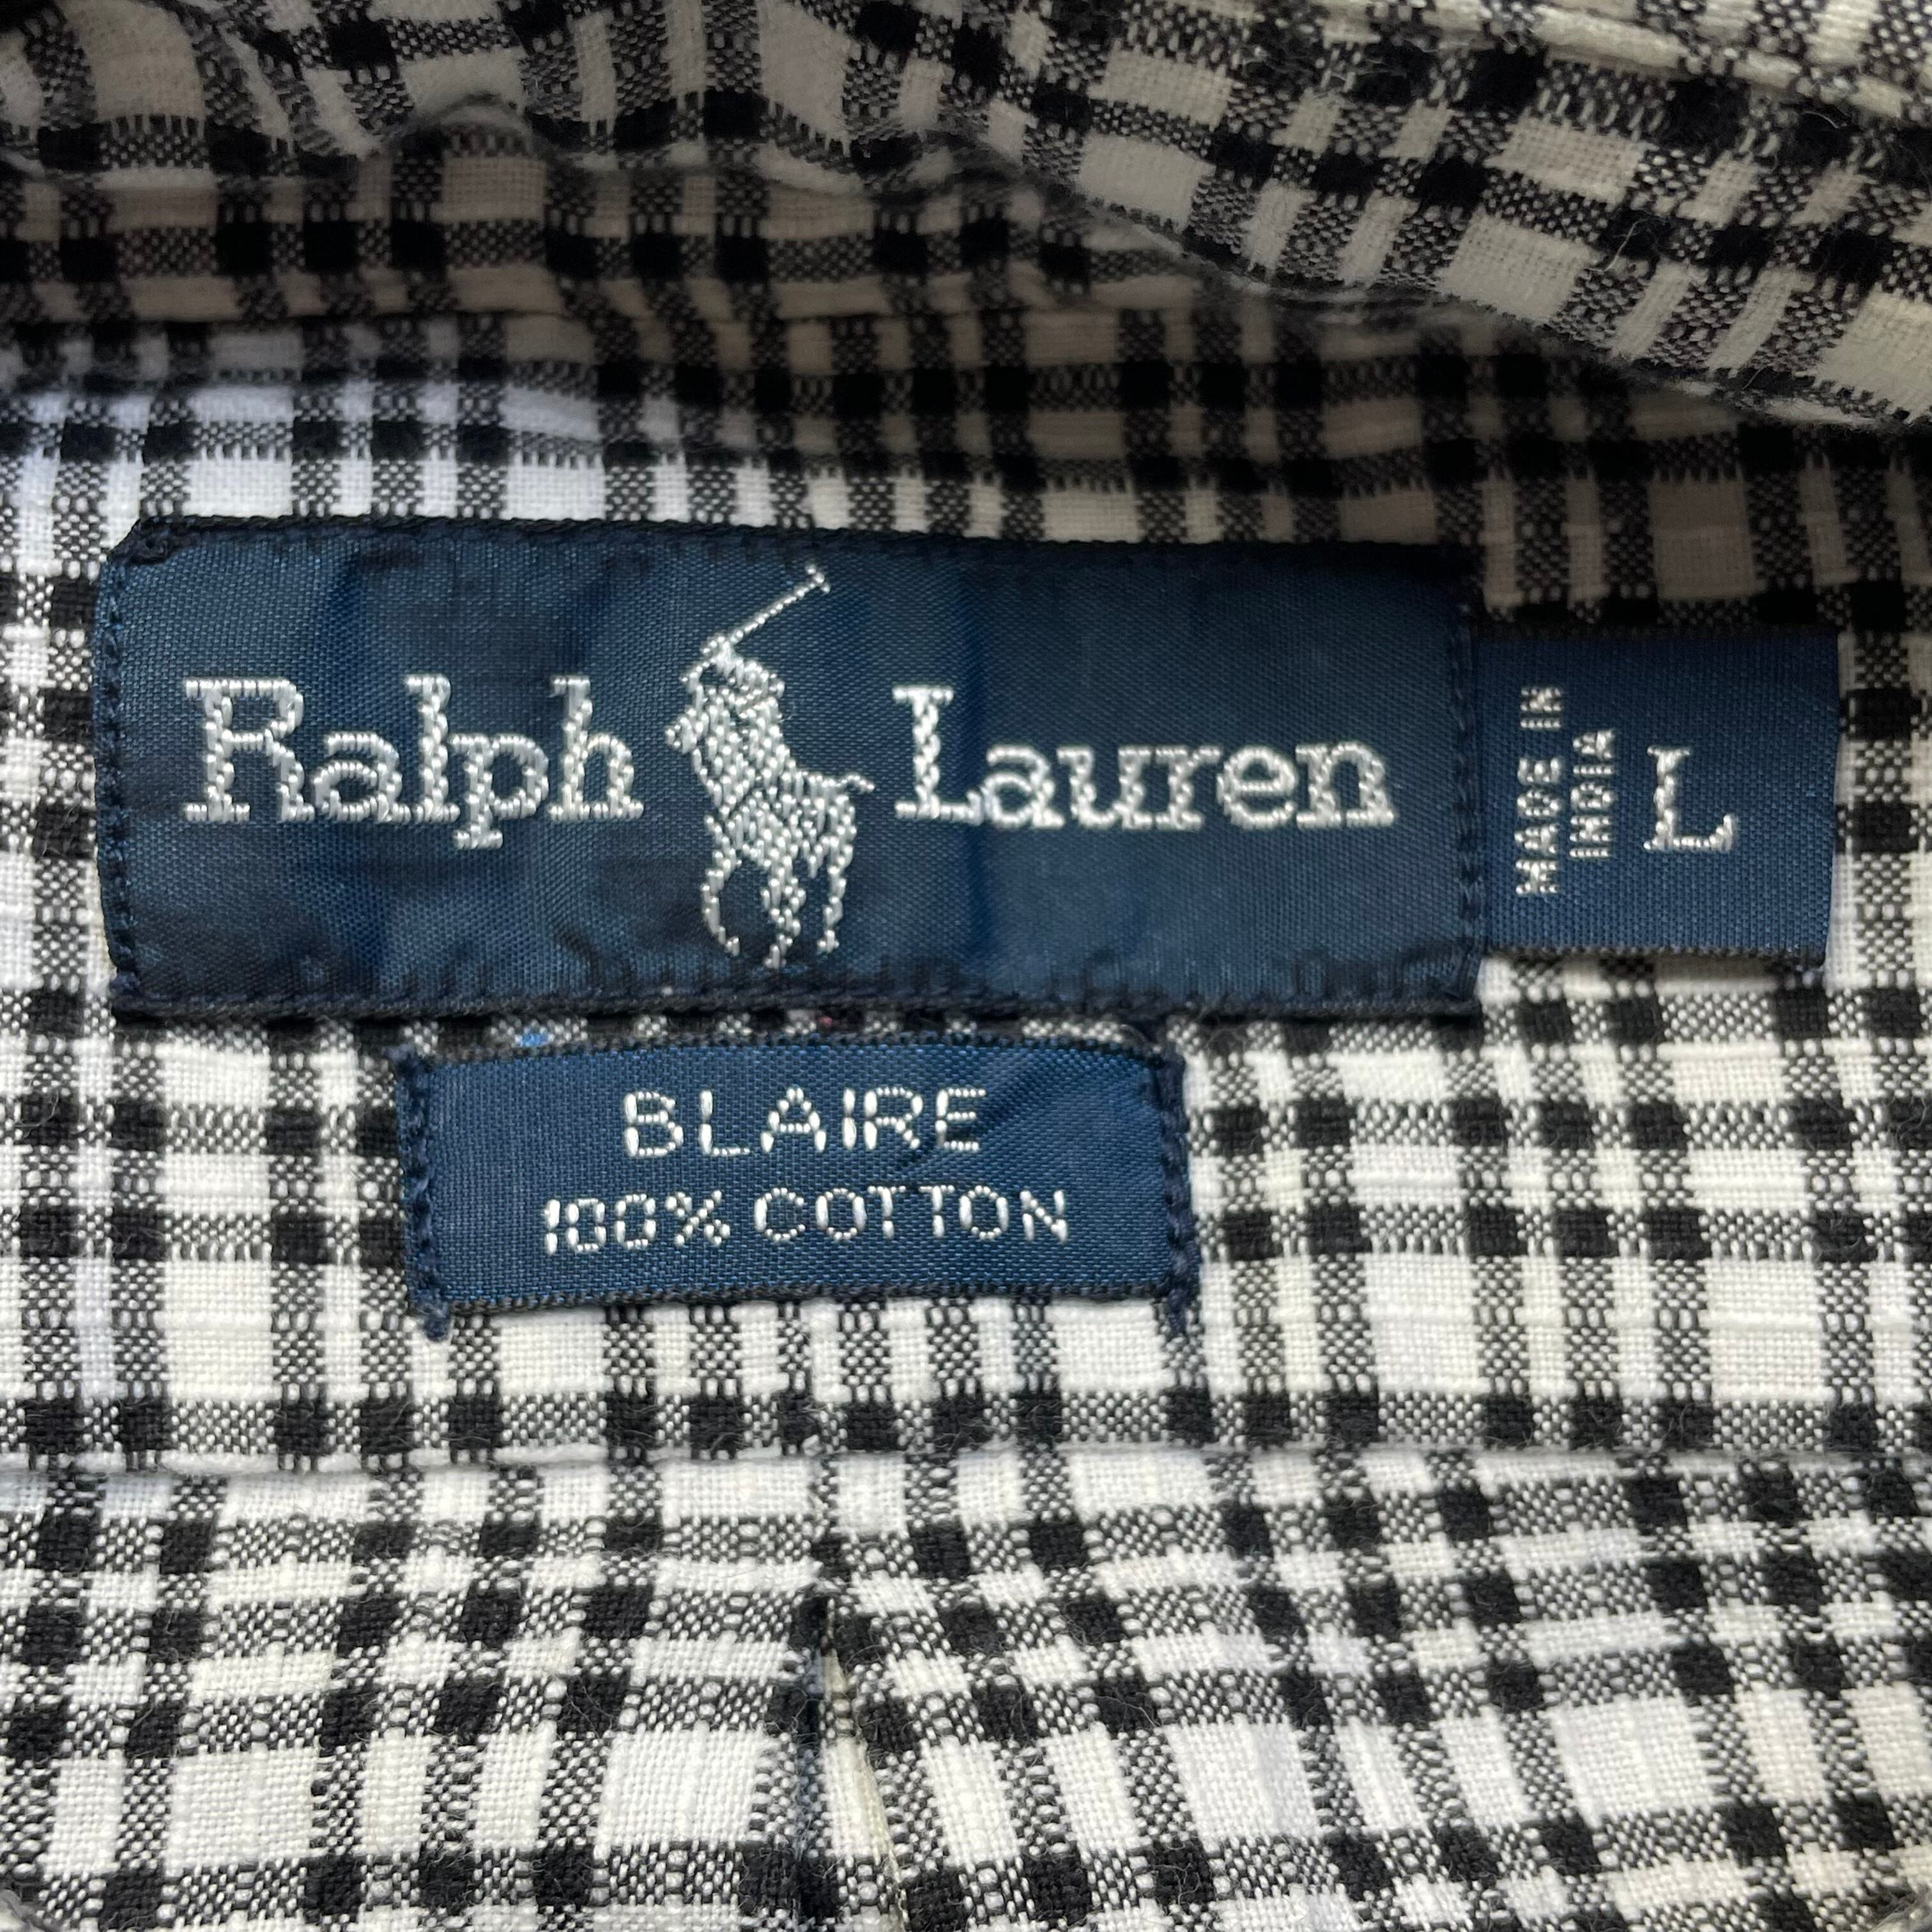 Ralph Lauren
MADE IN
INDIA
L
BLAIRE
100% COTTON